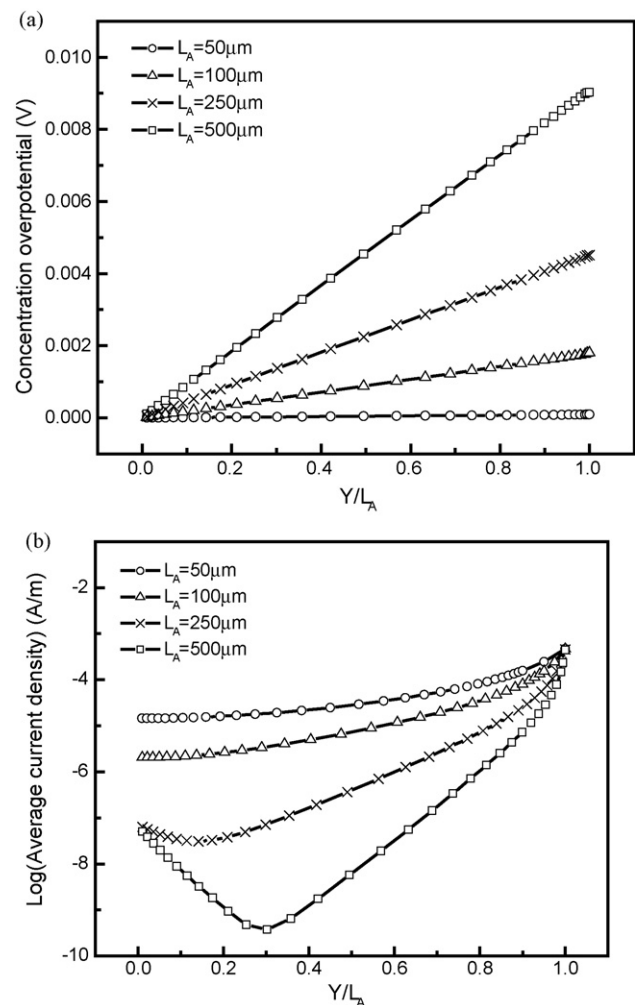 (a)
0.010
0.008
0.006
0.004
0.002
0.000
Concentration overpotential (V)
L_A=50μm
L_A=100μm
L_A=250μm
L_A=500μm
0.0 0.2 0.4 0.6 0.8 1.0
Y/L_A
(b)
-2
-4
-6
-8
-10
Log(Average current density) (A/m)
L_A=50μm
L_A=100μm
L_A=250μm
L_A=500μm
0.0 0.2 0.4 0.6 0.8 1.0
Y/L_A